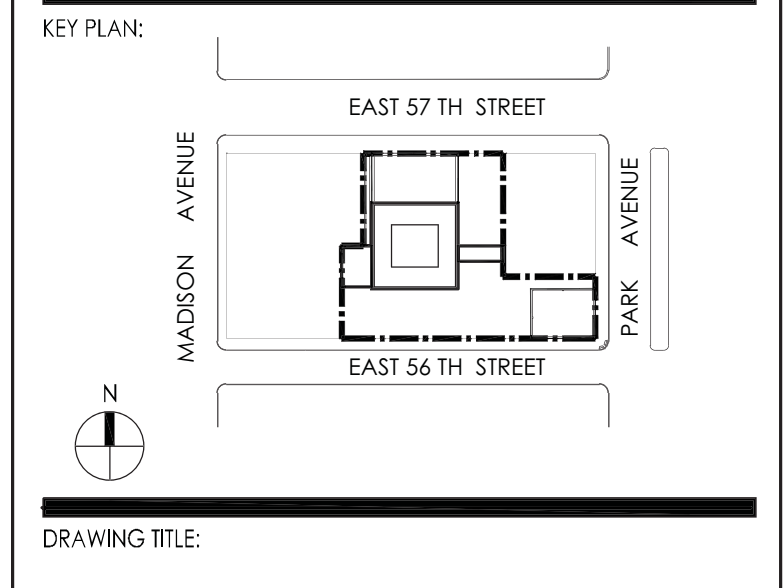 KEY PLAN:
EAST 57 TH STREET
MADISON AVENUE
PARK AVENUE
EAST 56 TH STREET
N
DRAWING TITLE: